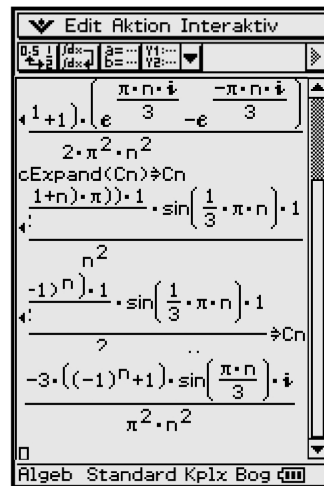 Edit Aktion Interaktiv
¹+1)·(e^(π·n·i/3)-e^(-π·n·i/3))
2·π²·n²
cExpand(Cn)⇒Cn
1+n)·π))·1 ·sin(1/3·π·n)·1
n²
-1)ⁿ)·1 ·sin(1/3·π·n)·1
⇒Cn
-3·((-1)ⁿ+1)·sin(π·n/3)·i
π²·n²
Algeb Standard Kplx Bog